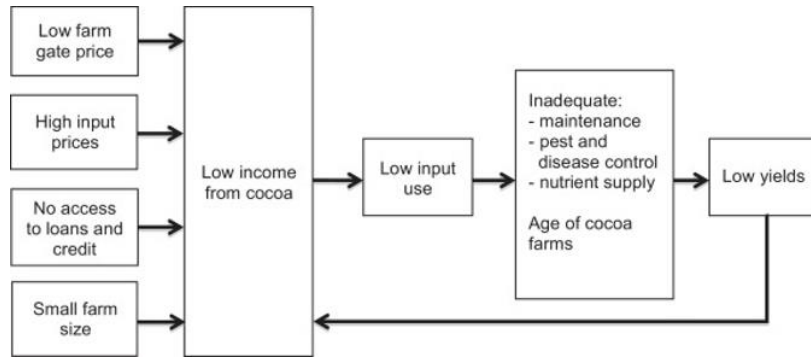 Low farm
gate price
High input
prices
No access
to loans and
credit
Small farm
size
Low income
from cocoa
Low input
use
Inadequate:
- maintenance
- pest and
disease control
- nutrient supply
Age of cocoa
farms
Low yields